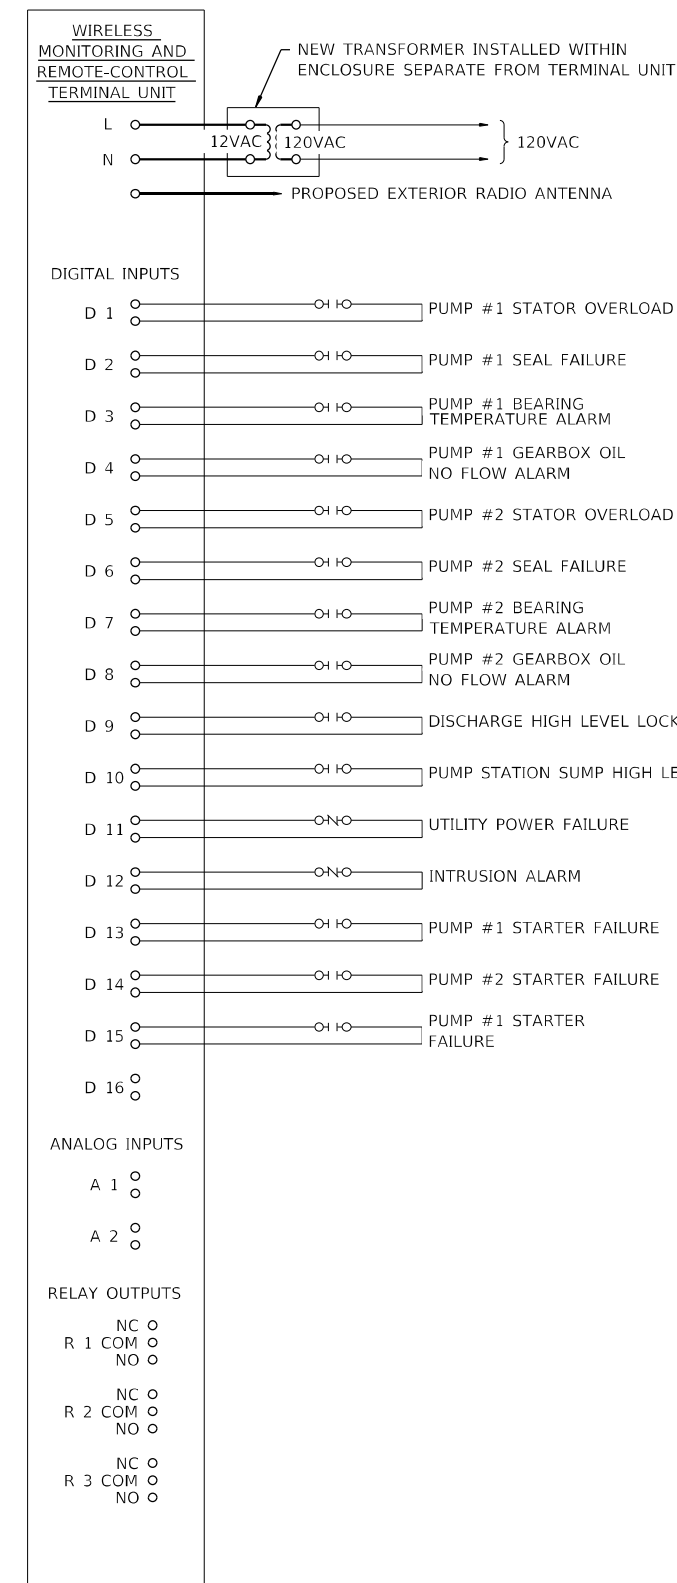 WIRELESS
MONITORING AND
REMOTE-CONTROL
TERMINAL UNIT
NEW TRANSFORMER INSTALLED WITHIN
ENCLOSURE SEPARATE FROM TERMINAL UNIT
L
12VAC 120VAC
120VAC
N
PROPOSED EXTERIOR RADIO ANTENNA
DIGITAL INPUTS
D 1
PUMP #1 STATOR OVERLOAD
D 2
PUMP #1 SEAL FAILURE
D 3
PUMP #1 BEARING
TEMPERATURE ALARM
D 4
PUMP #1 GEARBOX OIL
NO FLOW ALARM
D 5
PUMP #2 STATOR OVERLOAD
D 6
PUMP #2 SEAL FAILURE
D 7
PUMP #2 BEARING
TEMPERATURE ALARM
D 8
PUMP #2 GEARBOX OIL
NO FLOW ALARM
D 9
DISCHARGE HIGH LEVEL LOCK
D 10
PUMP STATION SUMP HIGH LE
D 11
UTILITY POWER FAILURE
D 12
INTRUSION ALARM
D 13
PUMP #1 STARTER FAILURE
D 14
PUMP #2 STARTER FAILURE
D 15
PUMP #1 STARTER
FAILURE
D 16
ANALOG INPUTS
A 1
A 2
RELAY OUTPUTS
NC
R 1 COM
NO
NC
R 2 COM
NO
NC
R 3 COM
NO